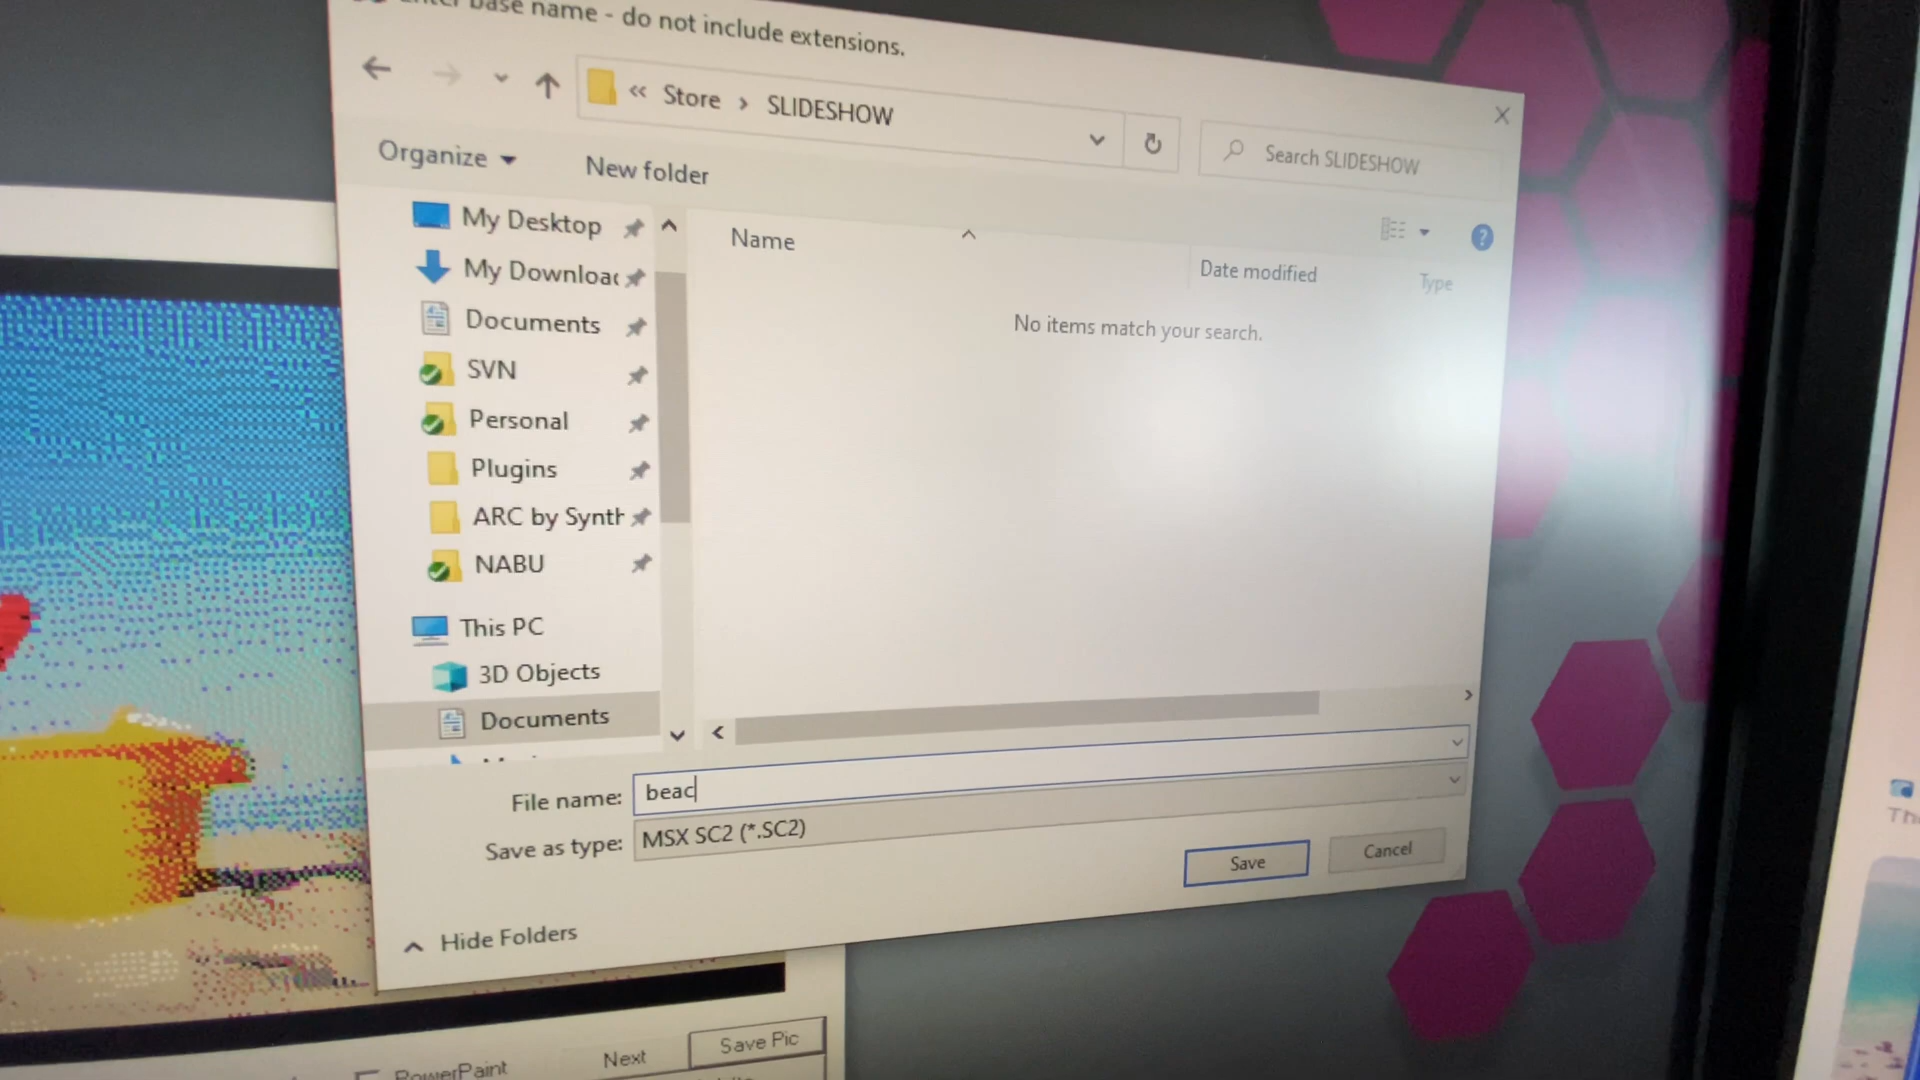 base name - do not include extensions.
« Store > SLIDESHOW
Search SLIDESHOW
Organize
New folder
Name
Date modified
Type
No items match your search.
My Desktop
My Downloac
Documents
SVN
Personal
Plugins
ARC by Synth
NABU
This PC
3D Objects
Documents
File name: beac
Save as type: MSX SC2 (*.SC2)
Save
Cancel
Hide Folders
PowerPaint
Next
Save Pic